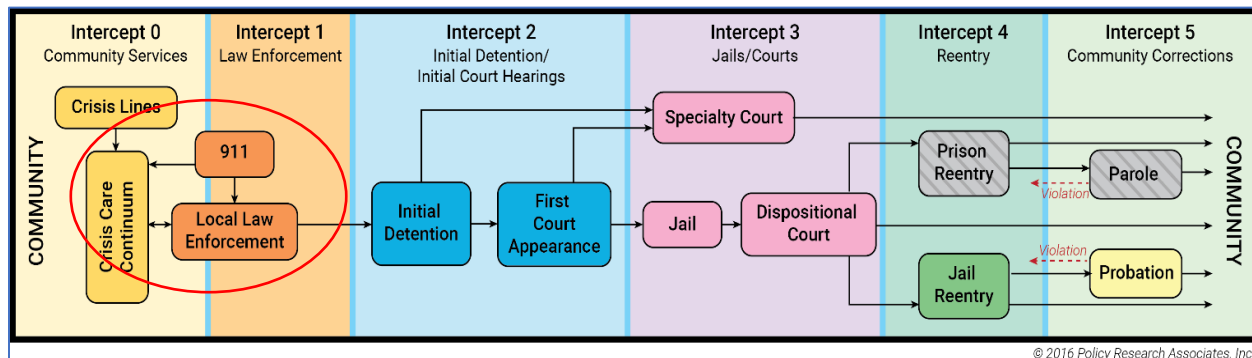 Intercept 0
Community Services
Intercept 1
Law Enforcement
Intercept 2
Initial Detention/
Initial Court Hearings
Intercept 3
Jails/Courts
Intercept 4
Reentry
Intercept 5
Community Corrections
COMMUNITY
Crisis Lines
Crisis Care
Continuum
911
Local Law
Enforcement
Initial
Detention
First
Court
Appearance
Specialty Court
Jail
Dispositional
Court
Prison
Reentry
Violation
Parole
Violation
Jail
Reentry
Probation
COMMUNITY
© 2016 Policy Research Associates, Inc